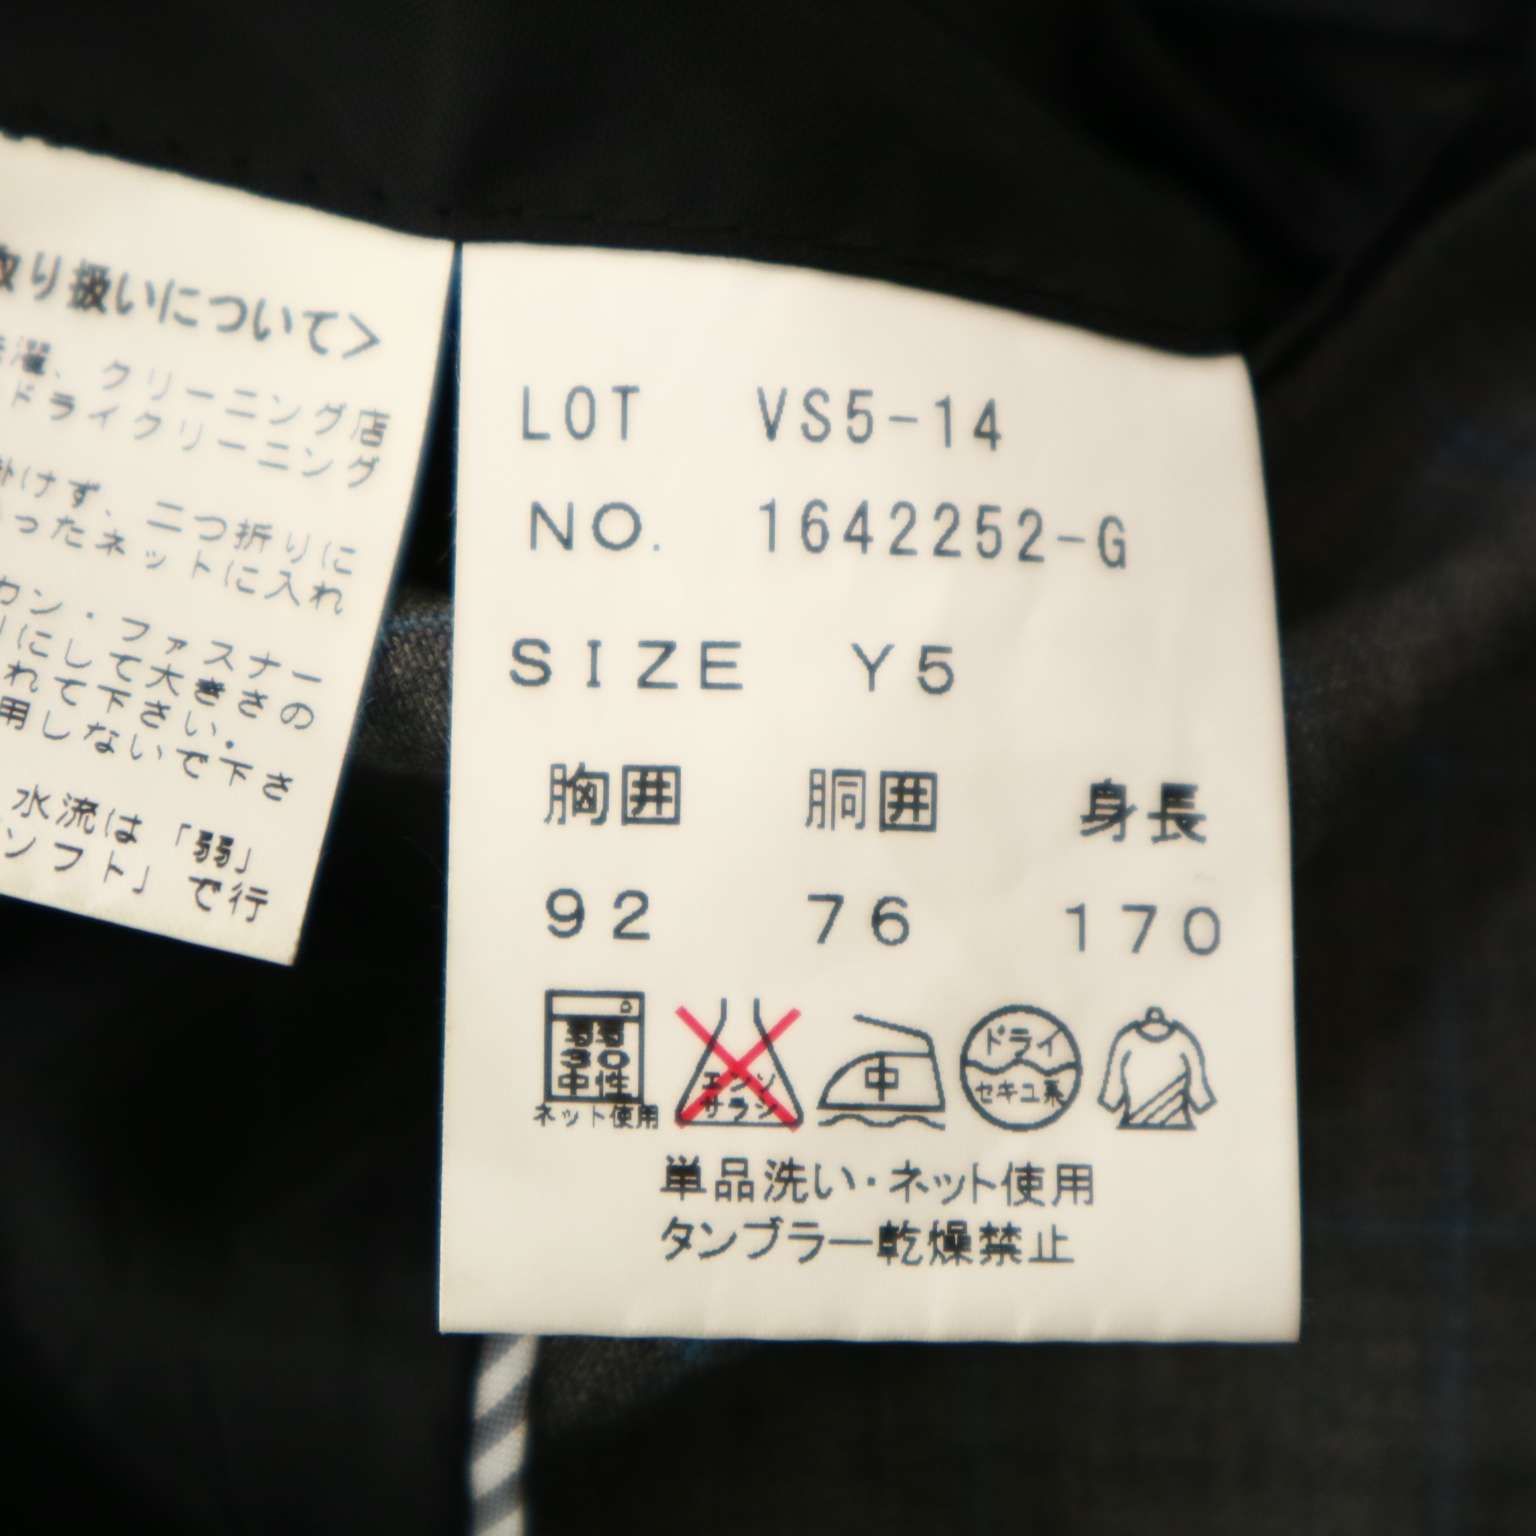 取り扱いについて>
濯、クリーニング店
ドライクリーニング
けず、二つ折りに
ったネットに入れ
カン・ファスナー
にして大きさの
れて下さい。
用しないで下さ
水流は「弱」
ソフト」で行
LOT VS5-14
NO. 1642252-G
SIZE Y5
胸囲 胴囲 身長
92 76 170
弱
30
中性
ネット使用
エンソ
サラシ
中
ドライ
セキユ系
単品洗い・ネット使用
タンブラー乾燥禁止